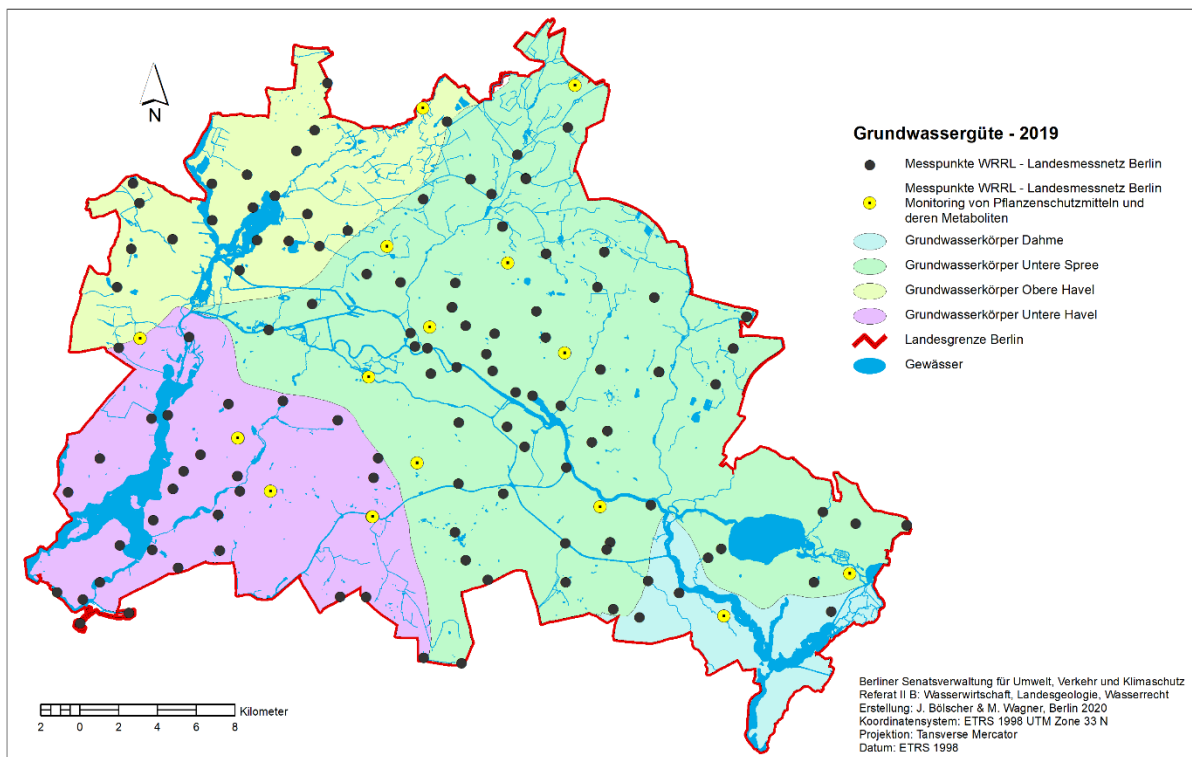 N
Grundwassergüte - 2019
Messpunkte WRRL - Landesmessnetz Berlin
Messpunkte WRRL - Landesmessnetz Berlin
Monitoring von Pflanzenschutzmitteln und
deren Metaboliten
Grundwasserkörper Dahme
Grundwasserkörper Untere Spree
Grundwasserkörper Obere Havel
Grundwasserkörper Untere Havel
Landesgrenze Berlin
Gewässer
Kilometer
2 0 2 4 6 8
Berliner Senatsverwaltung für Umwelt, Verkehr und Klimaschutz
Referat II B: Wasserwirtschaft, Landesgeologie, Wasserrecht
Erstellung: J. Bölscher & M. Wagner, Berlin 2020
Koordinatensystem: ETRS 1998 UTM Zone 33 N
Projektion: Tansverse Mercator
Datum: ETRS 1998